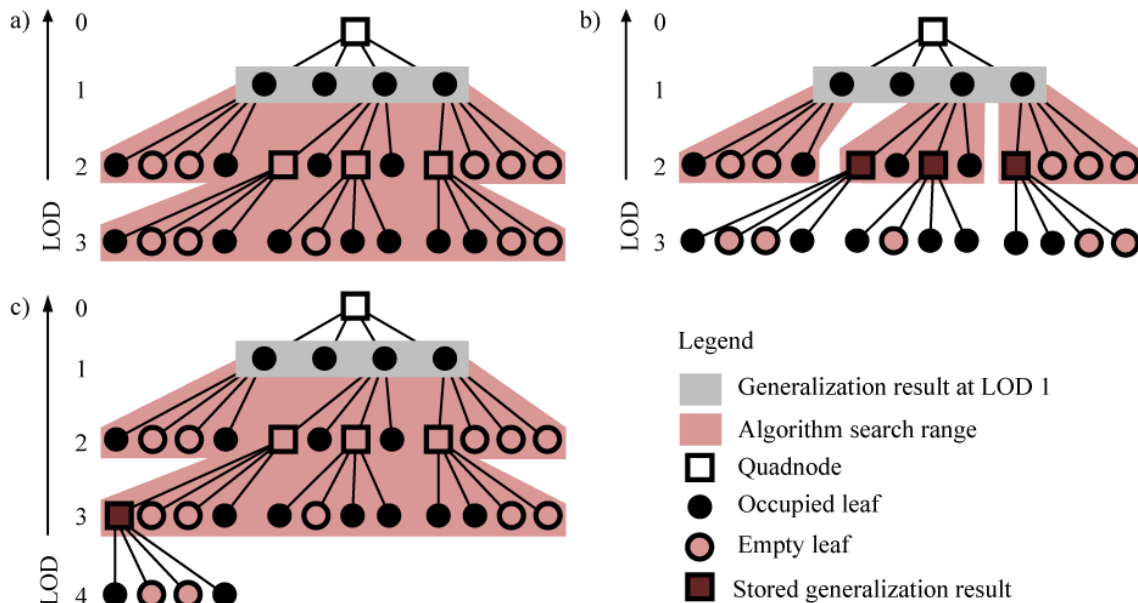 a)
0
1
2
3
LOD
b)
0
1
2
3
LOD
c)
0
1
2
3
4
LOD
Legend
Generalization result at LOD 1
Algorithm search range
Quadnode
Occupied leaf
Empty leaf
Stored generalization result